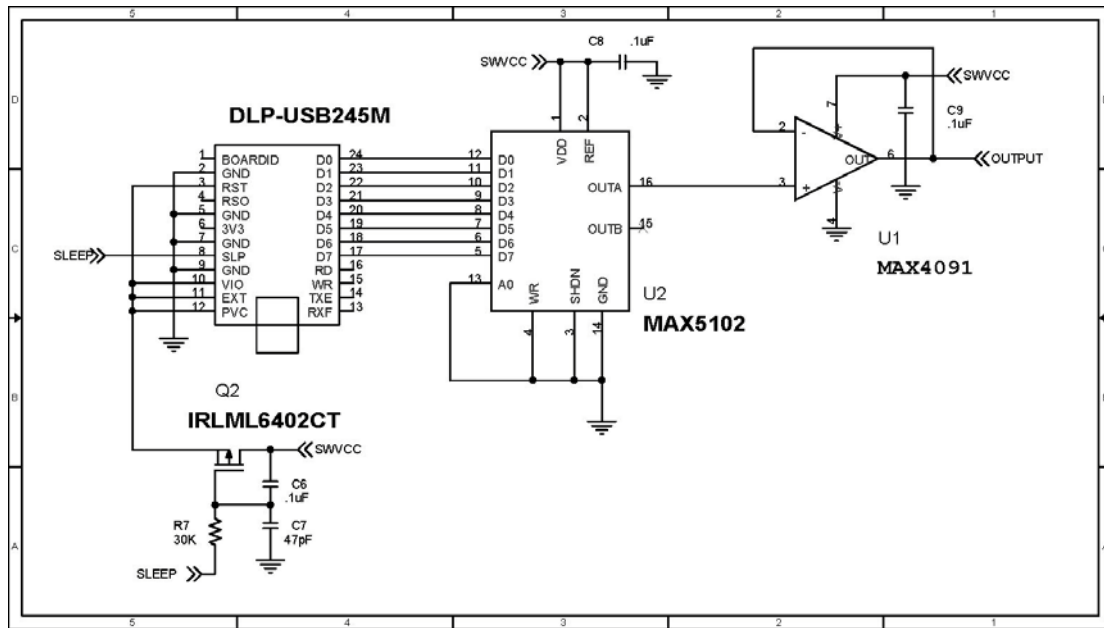 5 4 3 2 1
D
C
B
A
DLP-USB245M
1 BOARDID D0 24
2 GND D1 23
3 RST D2 22
4 RSO D3 21
5 GND D4 20
6 3V3 D5 19
7 GND D6 18
8 SLP D7 17
9 GND RD 16
10 VIO WR 15
11 EXT TXE 14
12 PVC RXF 13
SLEEP
Q2
IRLML6402CT
SWVCC
C6
.1uF
R7
30K
C7
47pF
SLEEP
SWVCC
C8 .1uF
1 2
VDD REF
12 D0
11 D1
10 D2
9 D3
8 D4
7 D5
6 D6
5 D7
13 A0
OUTA 16
OUTB 15
WR SHDN GND
4 3 14
U2
MAX5102
SWVCC
C9
.1uF
7
2 -
V+
OUT 6
3 +
V-
4
OUTPUT
U1
MAX4091
5 4 3 2 1